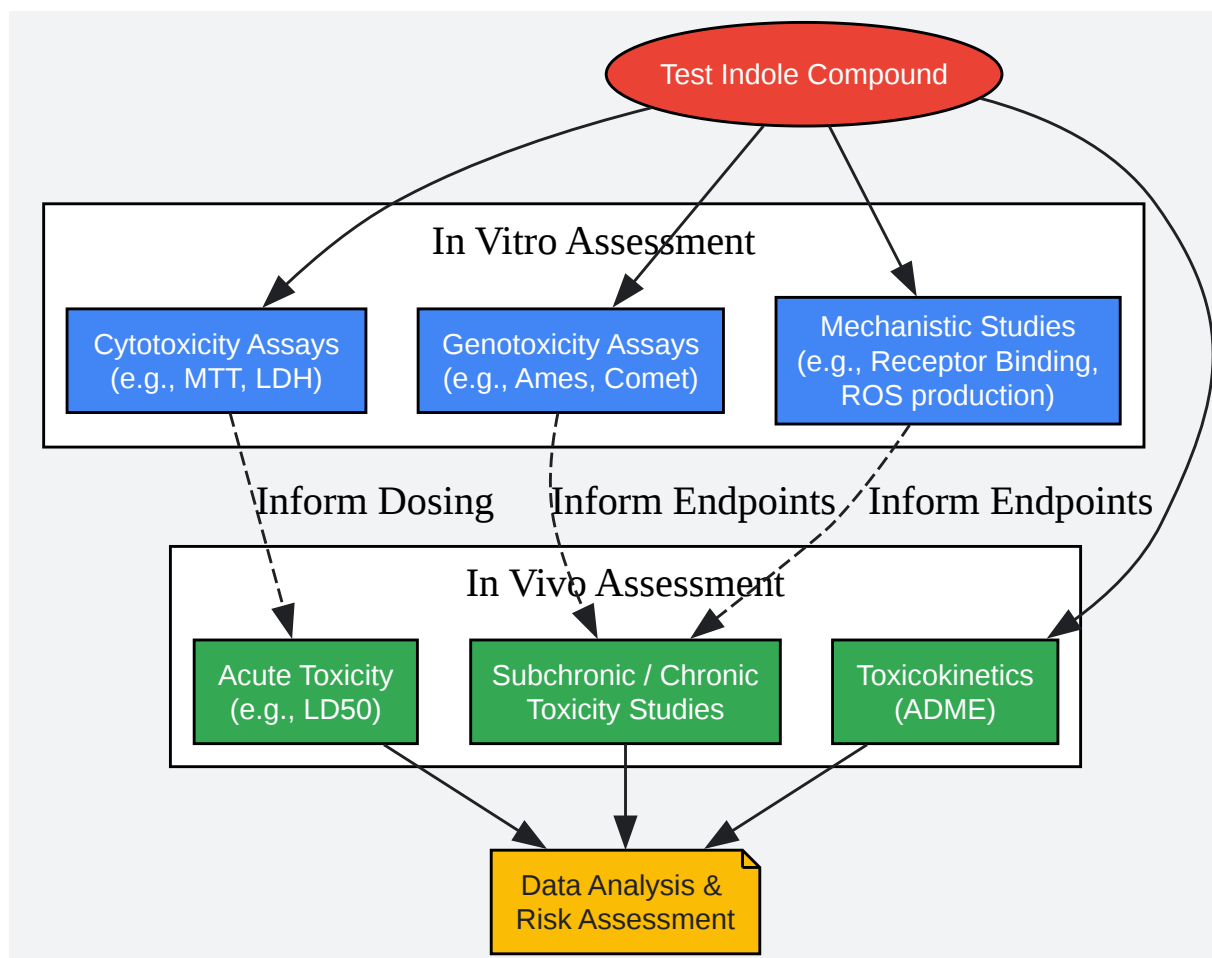 Test Indole Compound
In Vitro Assessment
Cytotoxicity Assays
(e.g., MTT, LDH)
Genotoxicity Assays
(e.g., Ames, Comet)
Mechanistic Studies
(e.g., Receptor Binding,
ROS production)
Inform Dosing
Inform Endpoints
Inform Endpoints
In Vivo Assessment
Acute Toxicity
(e.g., LD50)
Subchronic / Chronic
Toxicity Studies
Toxicokinetics
(ADME)
Data Analysis &
Risk Assessment